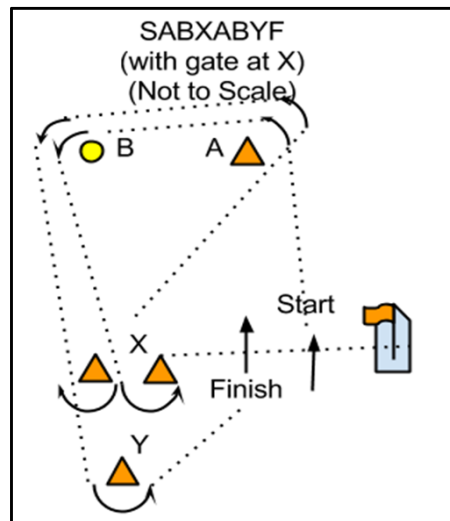 SABXABYF
(with gate at X)
(Not to Scale)
B
A
Start
X
Finish
Y